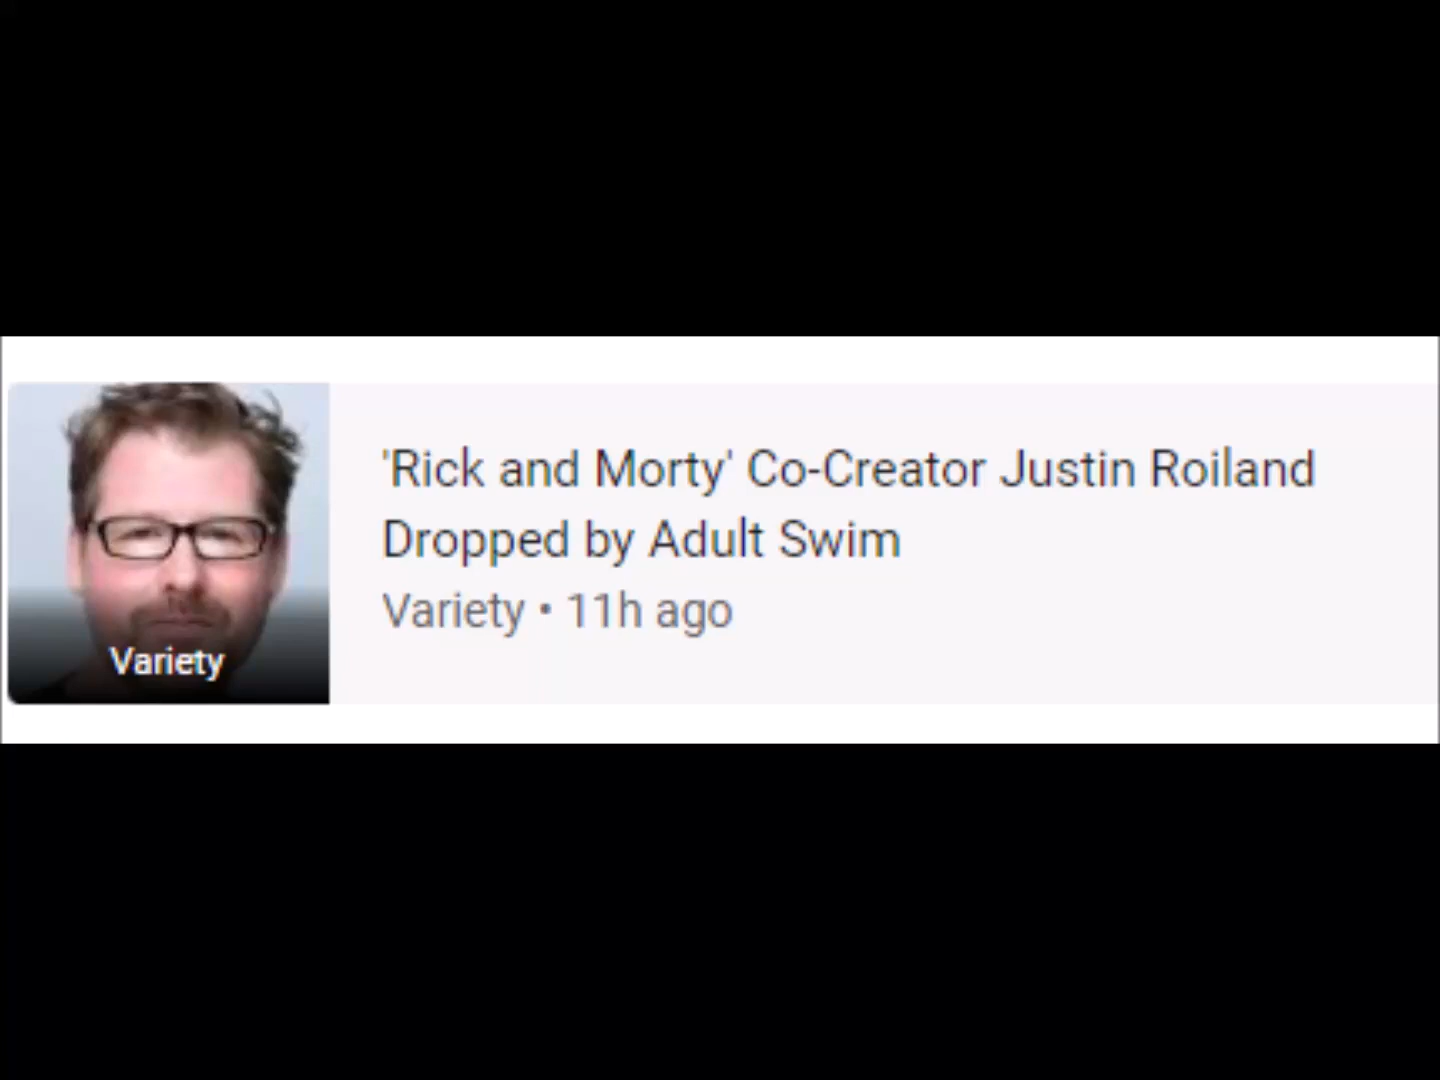 'Rick and Morty' Co-Creator Justin Roiland
Dropped by Adult Swim
Variety • 11h ago
Variety